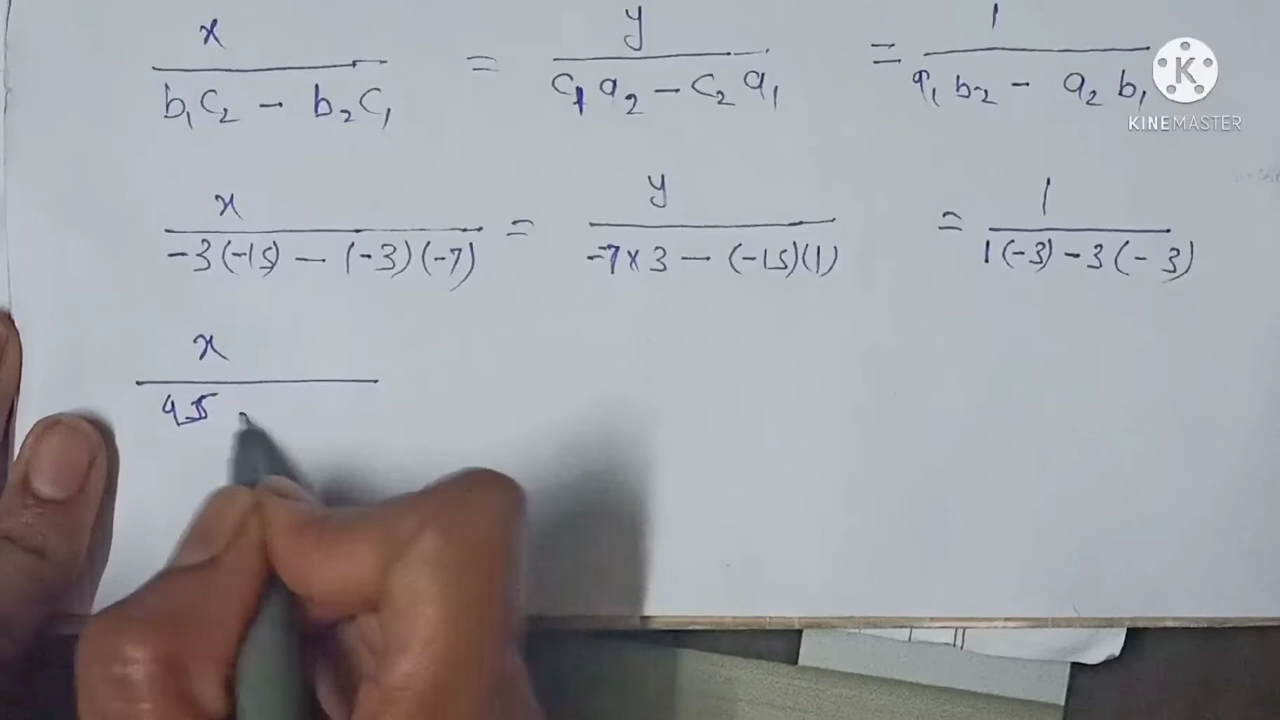 x / (b₁c₂ - b₂c₁) = y / (c₁a₂ - c₂a₁) = 1 / (a₁b₂ - a₂b₁)
KINEMASTER
x / (-3(-15) - (-3)(-7)) = y / (-7×3 - (-15)(1)) = 1 / (1(-3) - 3(-3))
x / 45